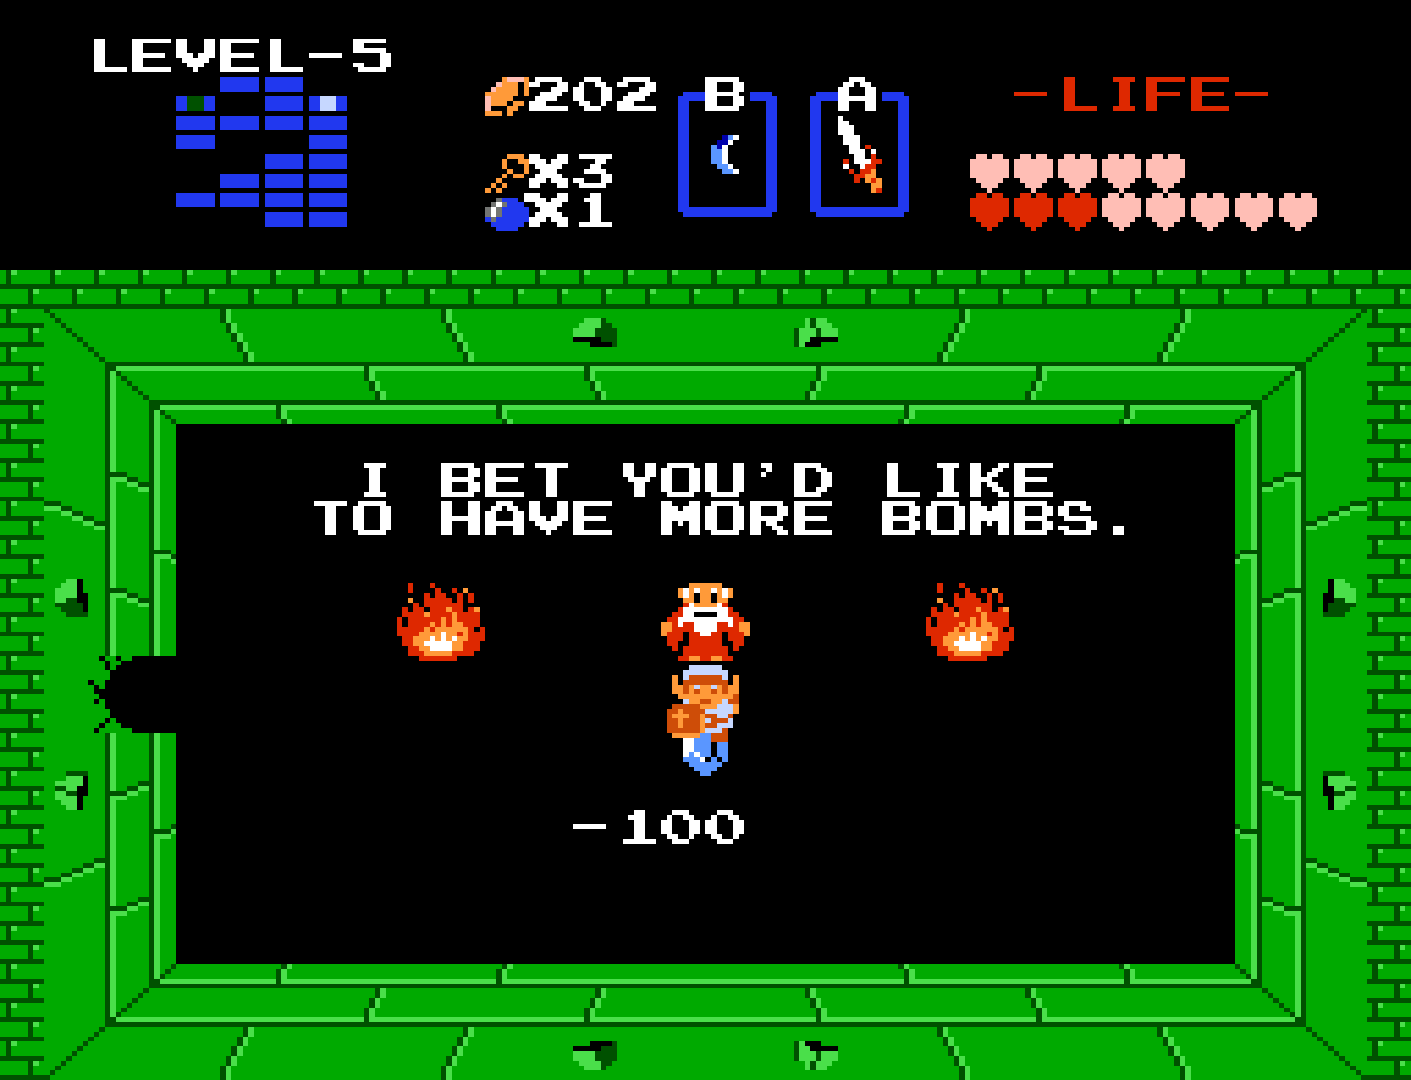 LEVEL-5
202
B
A
-LIFE-
X3
X1
I BET YOU'D LIKE
TO HAVE MORE BOMBS.
-100